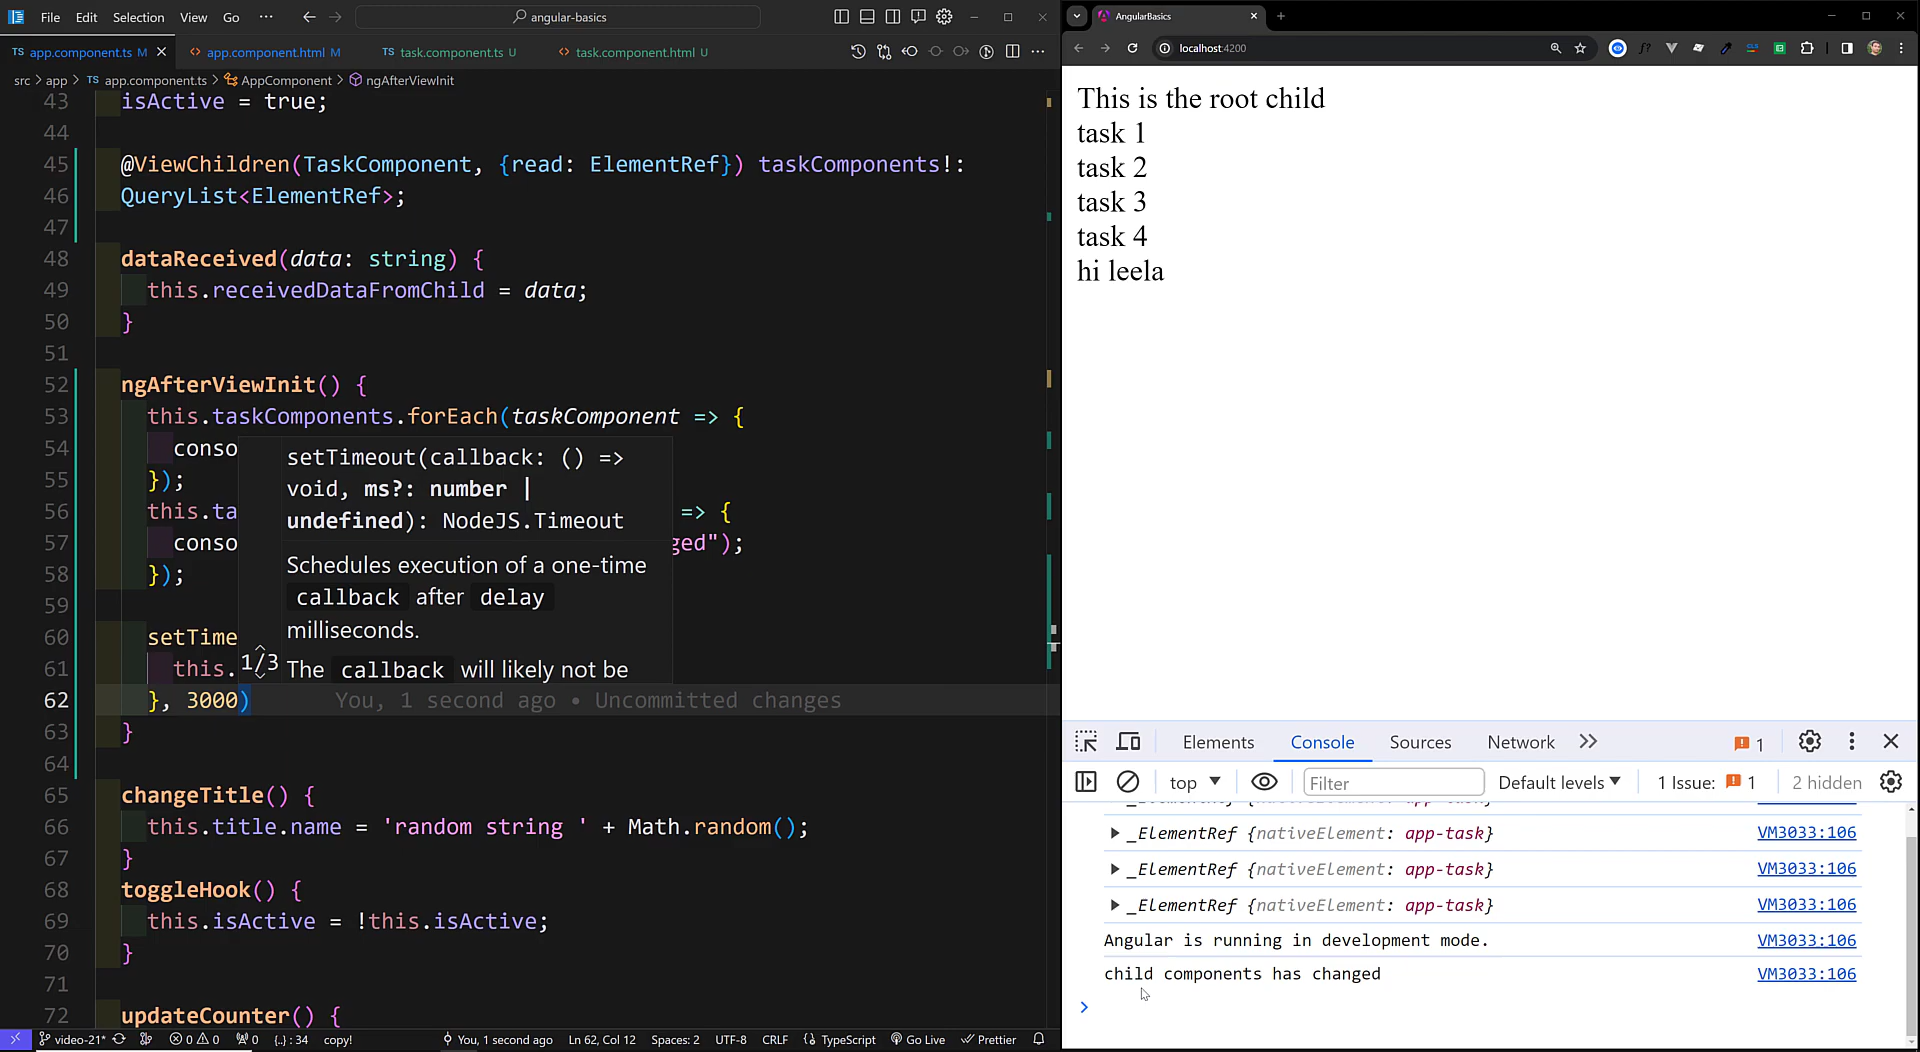 File Edit Selection View Go ··· angular-basics
app.component.ts M app.component.html M task.component.ts U task.component.html U
src > app > TS app.component.ts > AppComponent > ngAfterViewInit
43 isActive = true;
44
45 @ViewChildren(TaskComponent, {read: ElementRef}) taskComponents!:
46 QueryList<ElementRef>;
47
48 dataReceived(data: string) {
49 this.receivedDataFromChild = data;
50 }
51
52 ngAfterViewInit() {
53 this.taskComponents.forEach(taskComponent => {
54 conso
55 });
56 this.ta => {
57 conso ged");
58 });
59
60 setTime
61 this.
62 }, 3000) You, 1 second ago • Uncommitted changes
63 }
64
65 changeTitle() {
66 this.title.name = 'random string ' + Math.random();
67 }
68 toggleHook() {
69 this.isActive = !this.isActive;
70 }
71
72 updateCounter() {
setTimeout(callback: () =>
void, ms?: number |
undefined): NodeJS.Timeout
Schedules execution of a one-time
callback after delay
milliseconds.
1/3 The callback will likely not be
video-21* 0 0 0 {..} : 34 copy! You, 1 second ago Ln 62, Col 12 Spaces: 2 UTF-8 CRLF TypeScript Go Live Prettier
AngularBasics
localhost:4200
This is the root child
task 1
task 2
task 3
task 4
hi leela
Elements Console Sources Network 1
top Filter Default levels 1 Issue: 1 2 hidden
_ElementRef {nativeElement: app-task} VM3033:106
_ElementRef {nativeElement: app-task} VM3033:106
_ElementRef {nativeElement: app-task} VM3033:106
Angular is running in development mode. VM3033:106
child components has changed VM3033:106